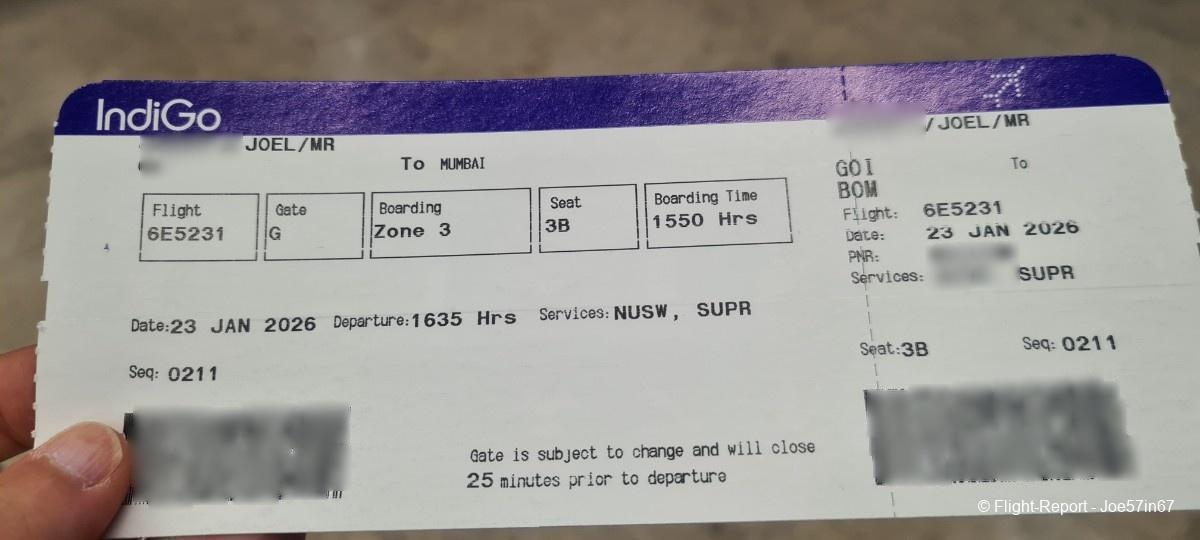 IndiGo
JOEL/MR
To MUMBAI
Flight
6E5231
Gate
G
Boarding
Zone 3
Seat
3B
Boarding Time
1550 Hrs
Date:23 JAN 2026 Departure:1635 Hrs Services:NUSW, SUPR
Seq: 0211
Gate is subject to change and will close
25 minutes prior to departure
/JOEL/MR
GOI To
BOM
Flight: 6E5231
Date: 23 JAN 2026
PNR:
Services: SUPR
Seat:3B Seq: 0211
© Flight-Report - Joe57in67